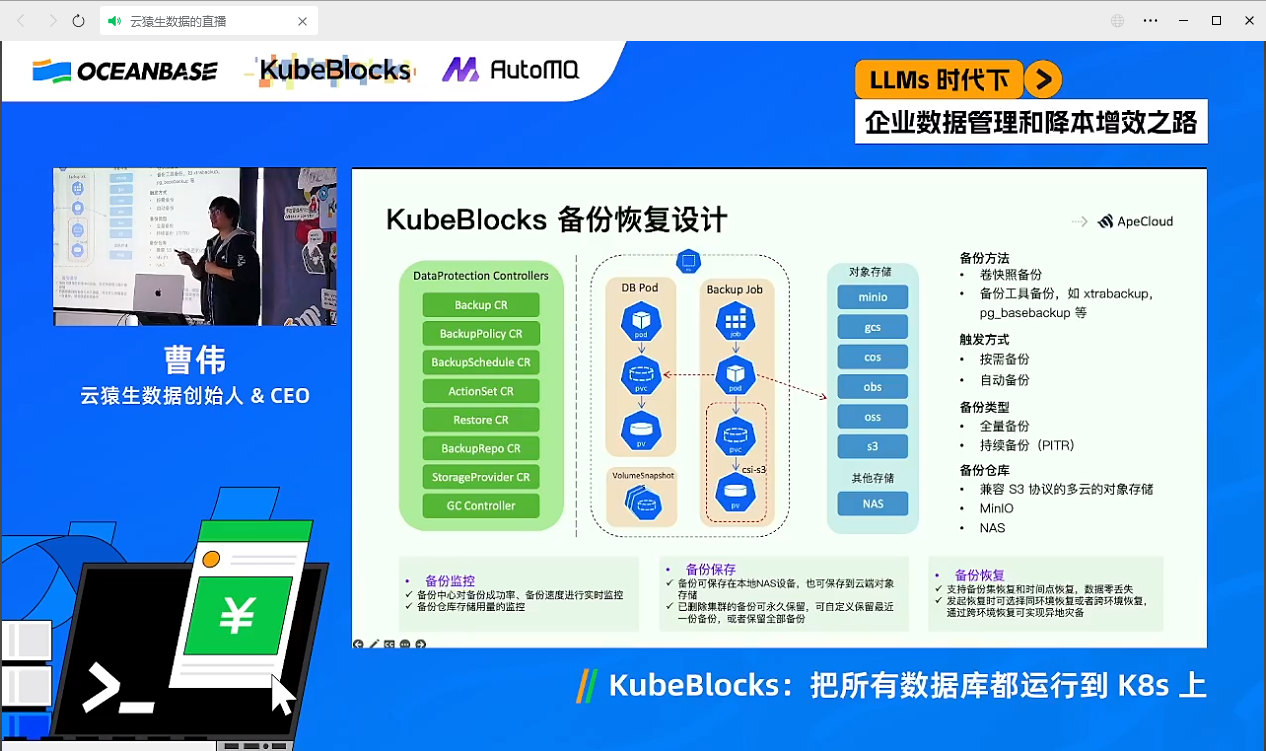 云猿生数据的直播
OCEANBASE
KubeBlocks
AutoMQ
LLMs 时代下
企业数据管理和降本增效之路
曹伟
云猿生数据创始人 & CEO
KubeBlocks 备份恢复设计
ApeCloud
DataProtection Controllers
Backup CR
BackupPolicy CR
BackupSchedule CR
ActionSet CR
Restore CR
BackupRepo CR
StorageProvider CR
GC Controller
DB Pod
pod
pvc
pv
VolumeSnapshot
Backup Job
job
pod
pvc
csi-s3
pv
对象存储
minio
gcs
cos
obs
oss
s3
其他存储
NAS
备份方法
• 卷快照备份
• 备份工具备份，如 xtrabackup，
pg_basebackup 等
触发方式
• 按需备份
• 自动备份
备份类型
• 全量备份
• 持续备份（PITR）
备份仓库
• 兼容 S3 协议的多云的对象存储
• MinIO
• NAS
• 备份监控
✓ 备份中心对备份成功率、备份速度进行实时监控
✓ 备份仓库存储用量的监控
• 备份保存
✓ 备份可保存在本地NAS设备，也可保存到云端对象
存储
✓ 已删除集群的备份可永久保留，可自定义保留最近
一份备份，或者保留全部备份
• 备份恢复
✓ 支持备份集恢复和时间点恢复，数据零丢失
✓ 发起恢复时可选择同环境恢复或者跨环境恢复，
通过跨环境恢复可实现异地灾备
¥
>_
KubeBlocks：把所有数据库都运行到 K8s 上